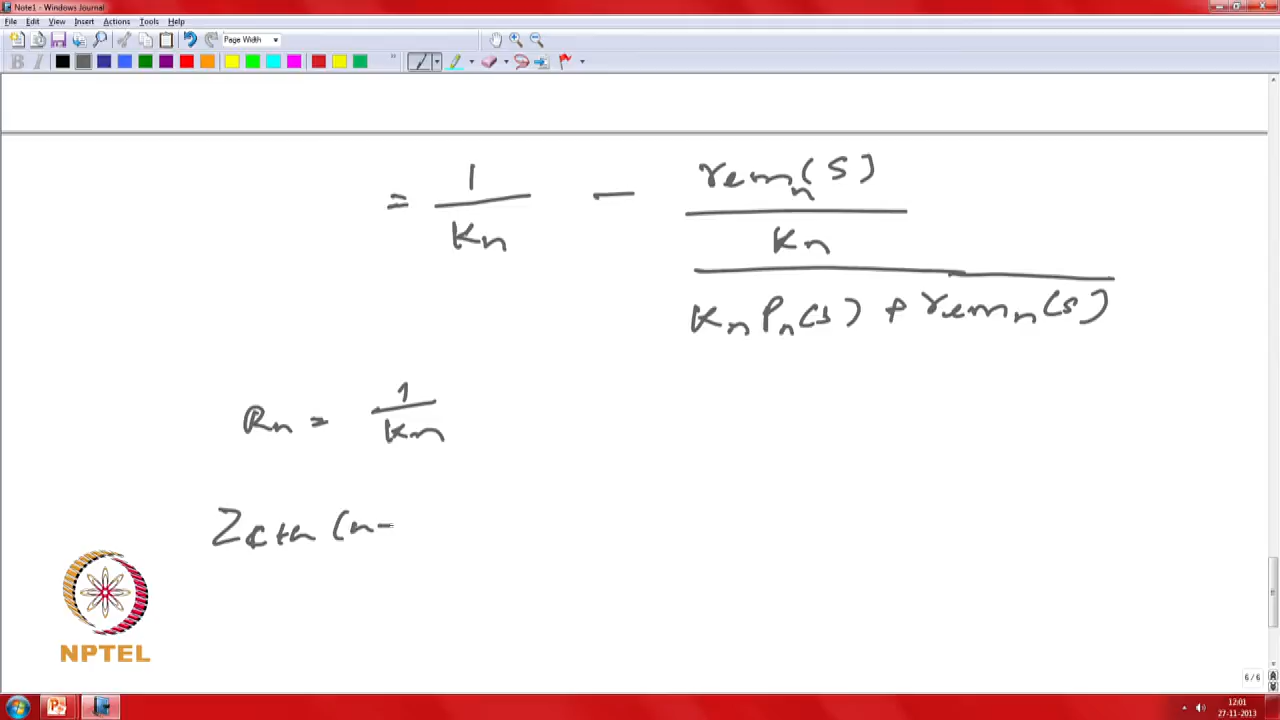 Note1 - Windows Journal
File Edit View Insert Actions Tools Help
Page Width
B I
= 1/Kn - (remn(s)/Kn)/(Kn Pn(s) + remn(s))
Rn = 1/Kn
Zcth (n-
NPTEL
6/6
12:01
27-11-2013